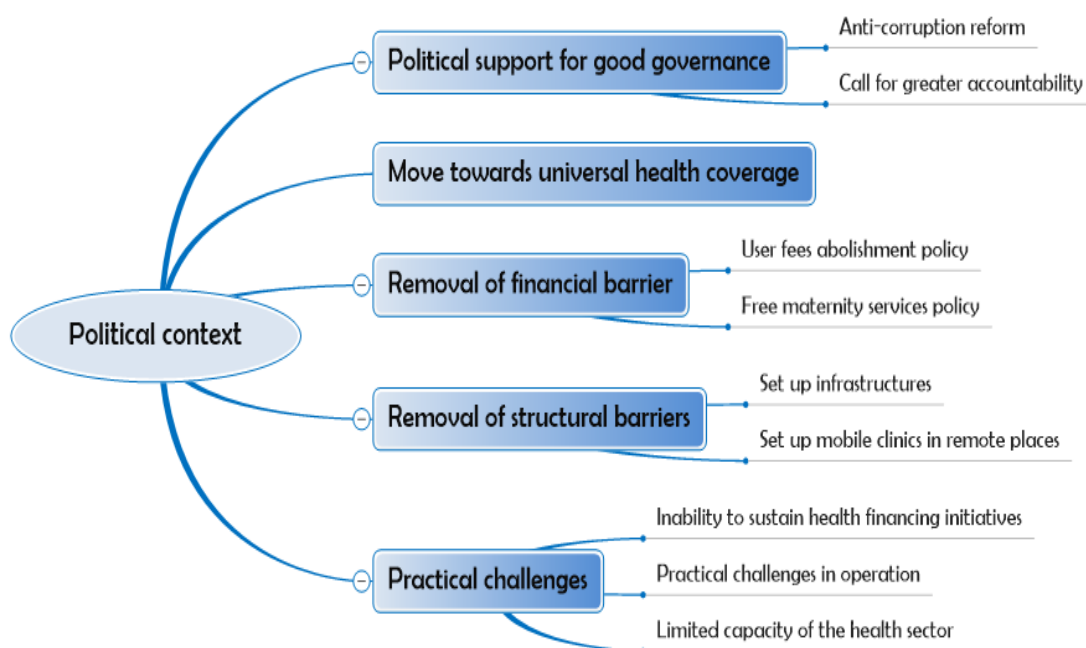 Political context
Political support for good governance
Anti-corruption reform
Call for greater accountability
Move towards universal health coverage
Removal of financial barrier
User fees abolishment policy
Free maternity services policy
Removal of structural barriers
Set up infrastructures
Set up mobile clinics in remote places
Practical challenges
Inability to sustain health financing initiatives
Practical challenges in operation
Limited capacity of the health sector